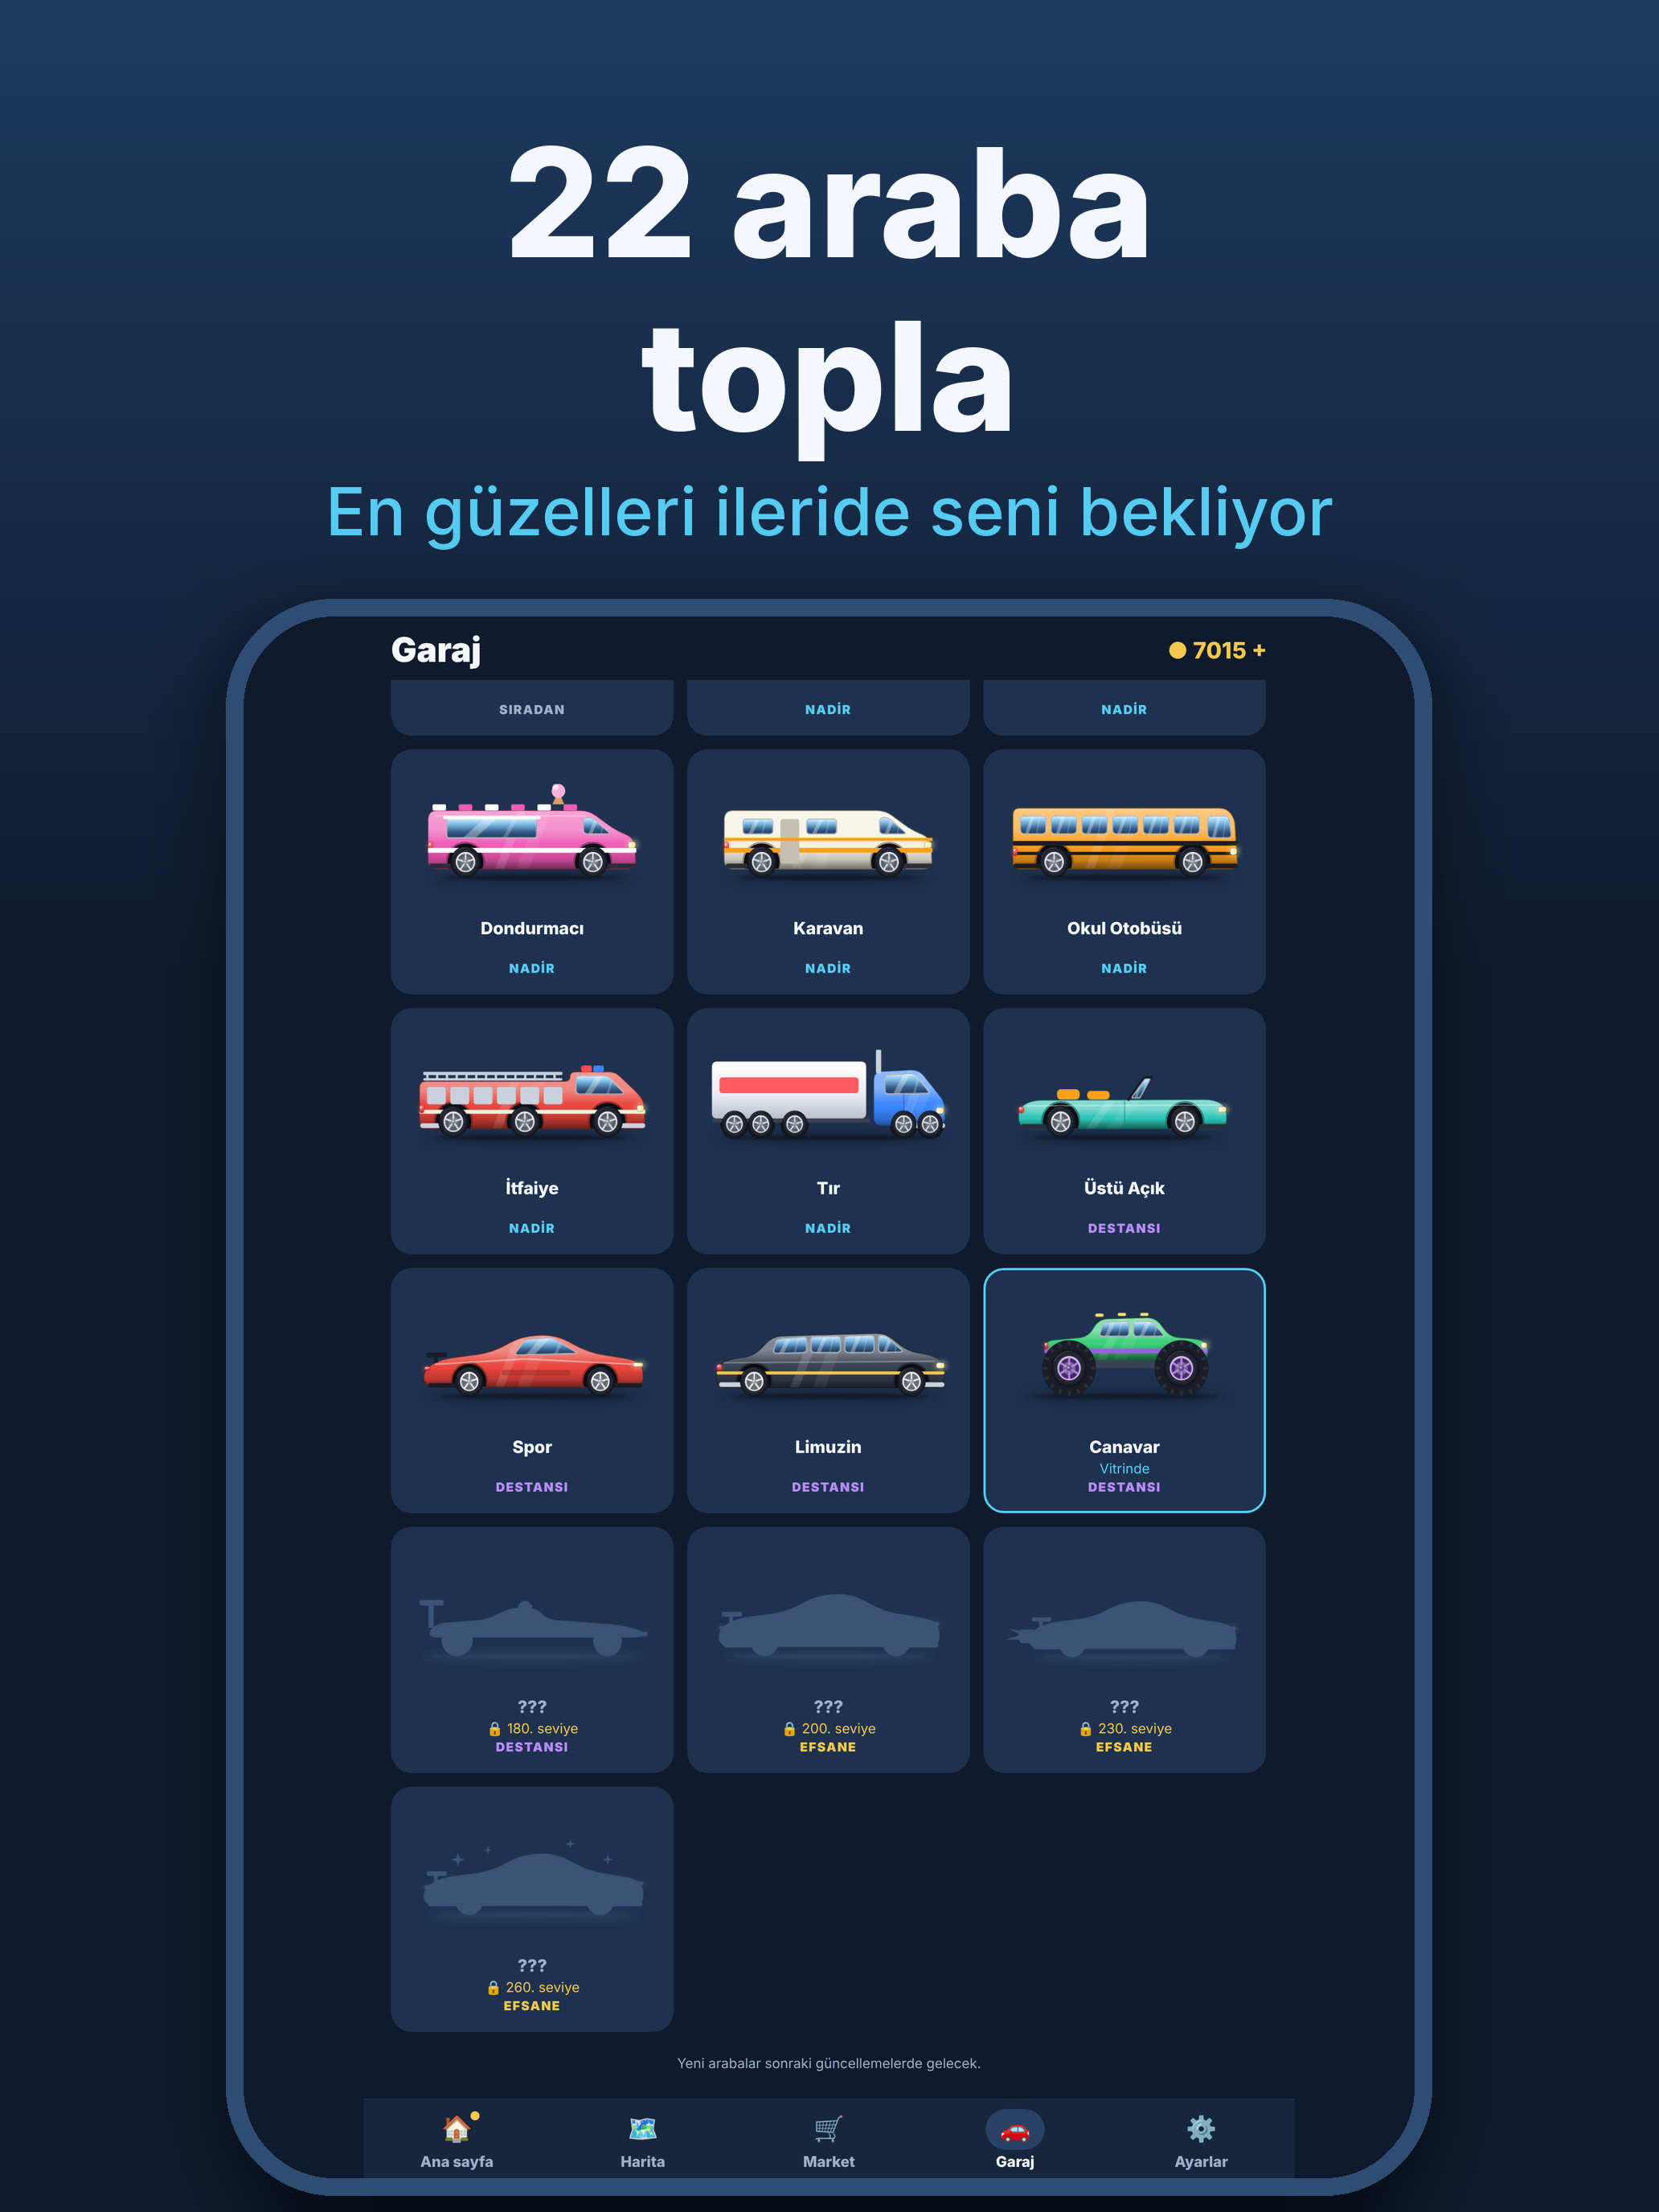 22 araba
topla
En güzelleri ileride seni bekliyor
Garaj
7015 +
SIRADAN
NADİR
NADİR
Dondurmacı
NADİR
Karavan
NADİR
Okul Otobüsü
NADİR
İtfaiye
NADİR
Tır
NADİR
Üstü Açık
DESTANSI
Spor
DESTANSI
Limuzin
DESTANSI
Canavar
Vitrinde
DESTANSI
???
🔒 180. seviye
DESTANSI
???
🔒 200. seviye
EFSANE
???
🔒 230. seviye
EFSANE
???
🔒 260. seviye
EFSANE
Yeni arabalar sonraki güncellemelerde gelecek.
Ana sayfa
Harita
Market
Garaj
Ayarlar